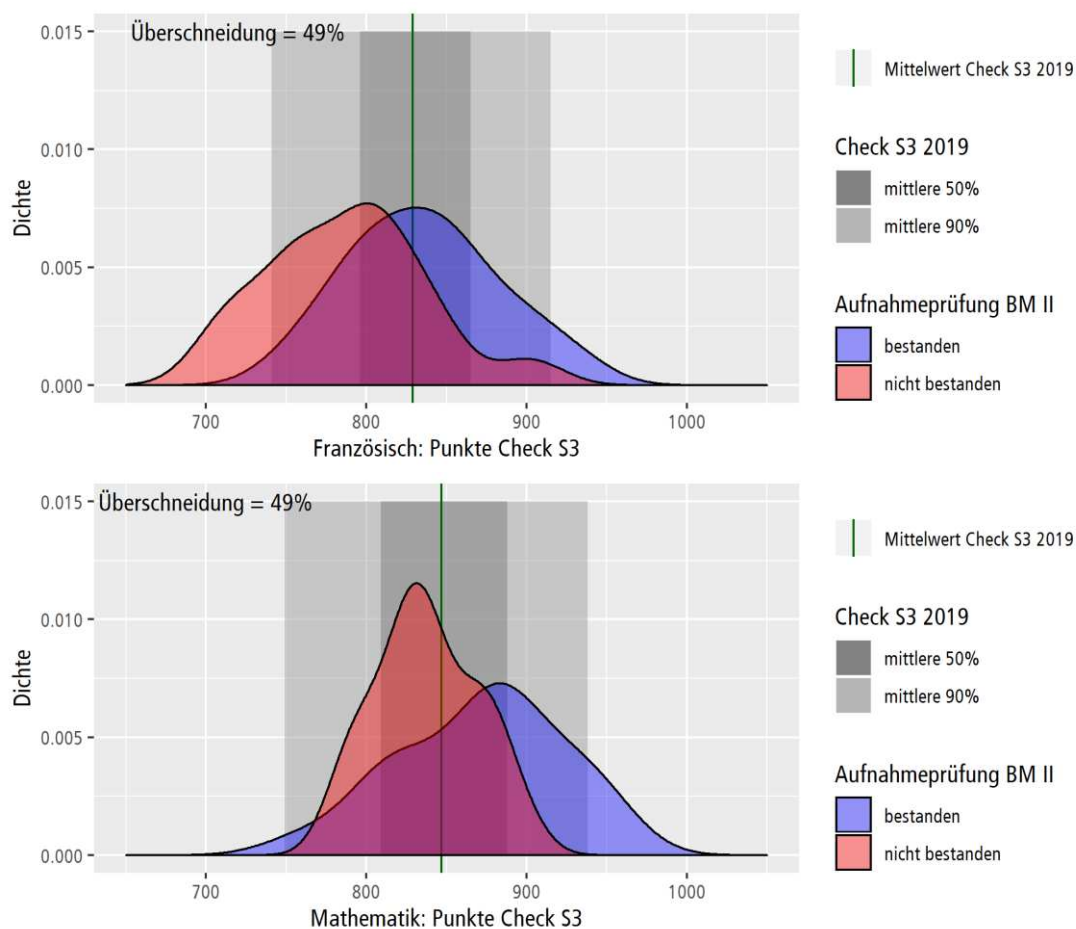 Überschneidung = 49%
0.015
0.010
0.005
0.000
Dichte
700 800 900 1000
Französisch: Punkte Check S3
Mittelwert Check S3 2019
Check S3 2019
mittlere 50%
mittlere 90%
Aufnahmeprüfung BM II
bestanden
nicht bestanden
Überschneidung = 49%
0.015
0.010
0.005
0.000
Dichte
700 800 900 1000
Mathematik: Punkte Check S3
Mittelwert Check S3 2019
Check S3 2019
mittlere 50%
mittlere 90%
Aufnahmeprüfung BM II
bestanden
nicht bestanden